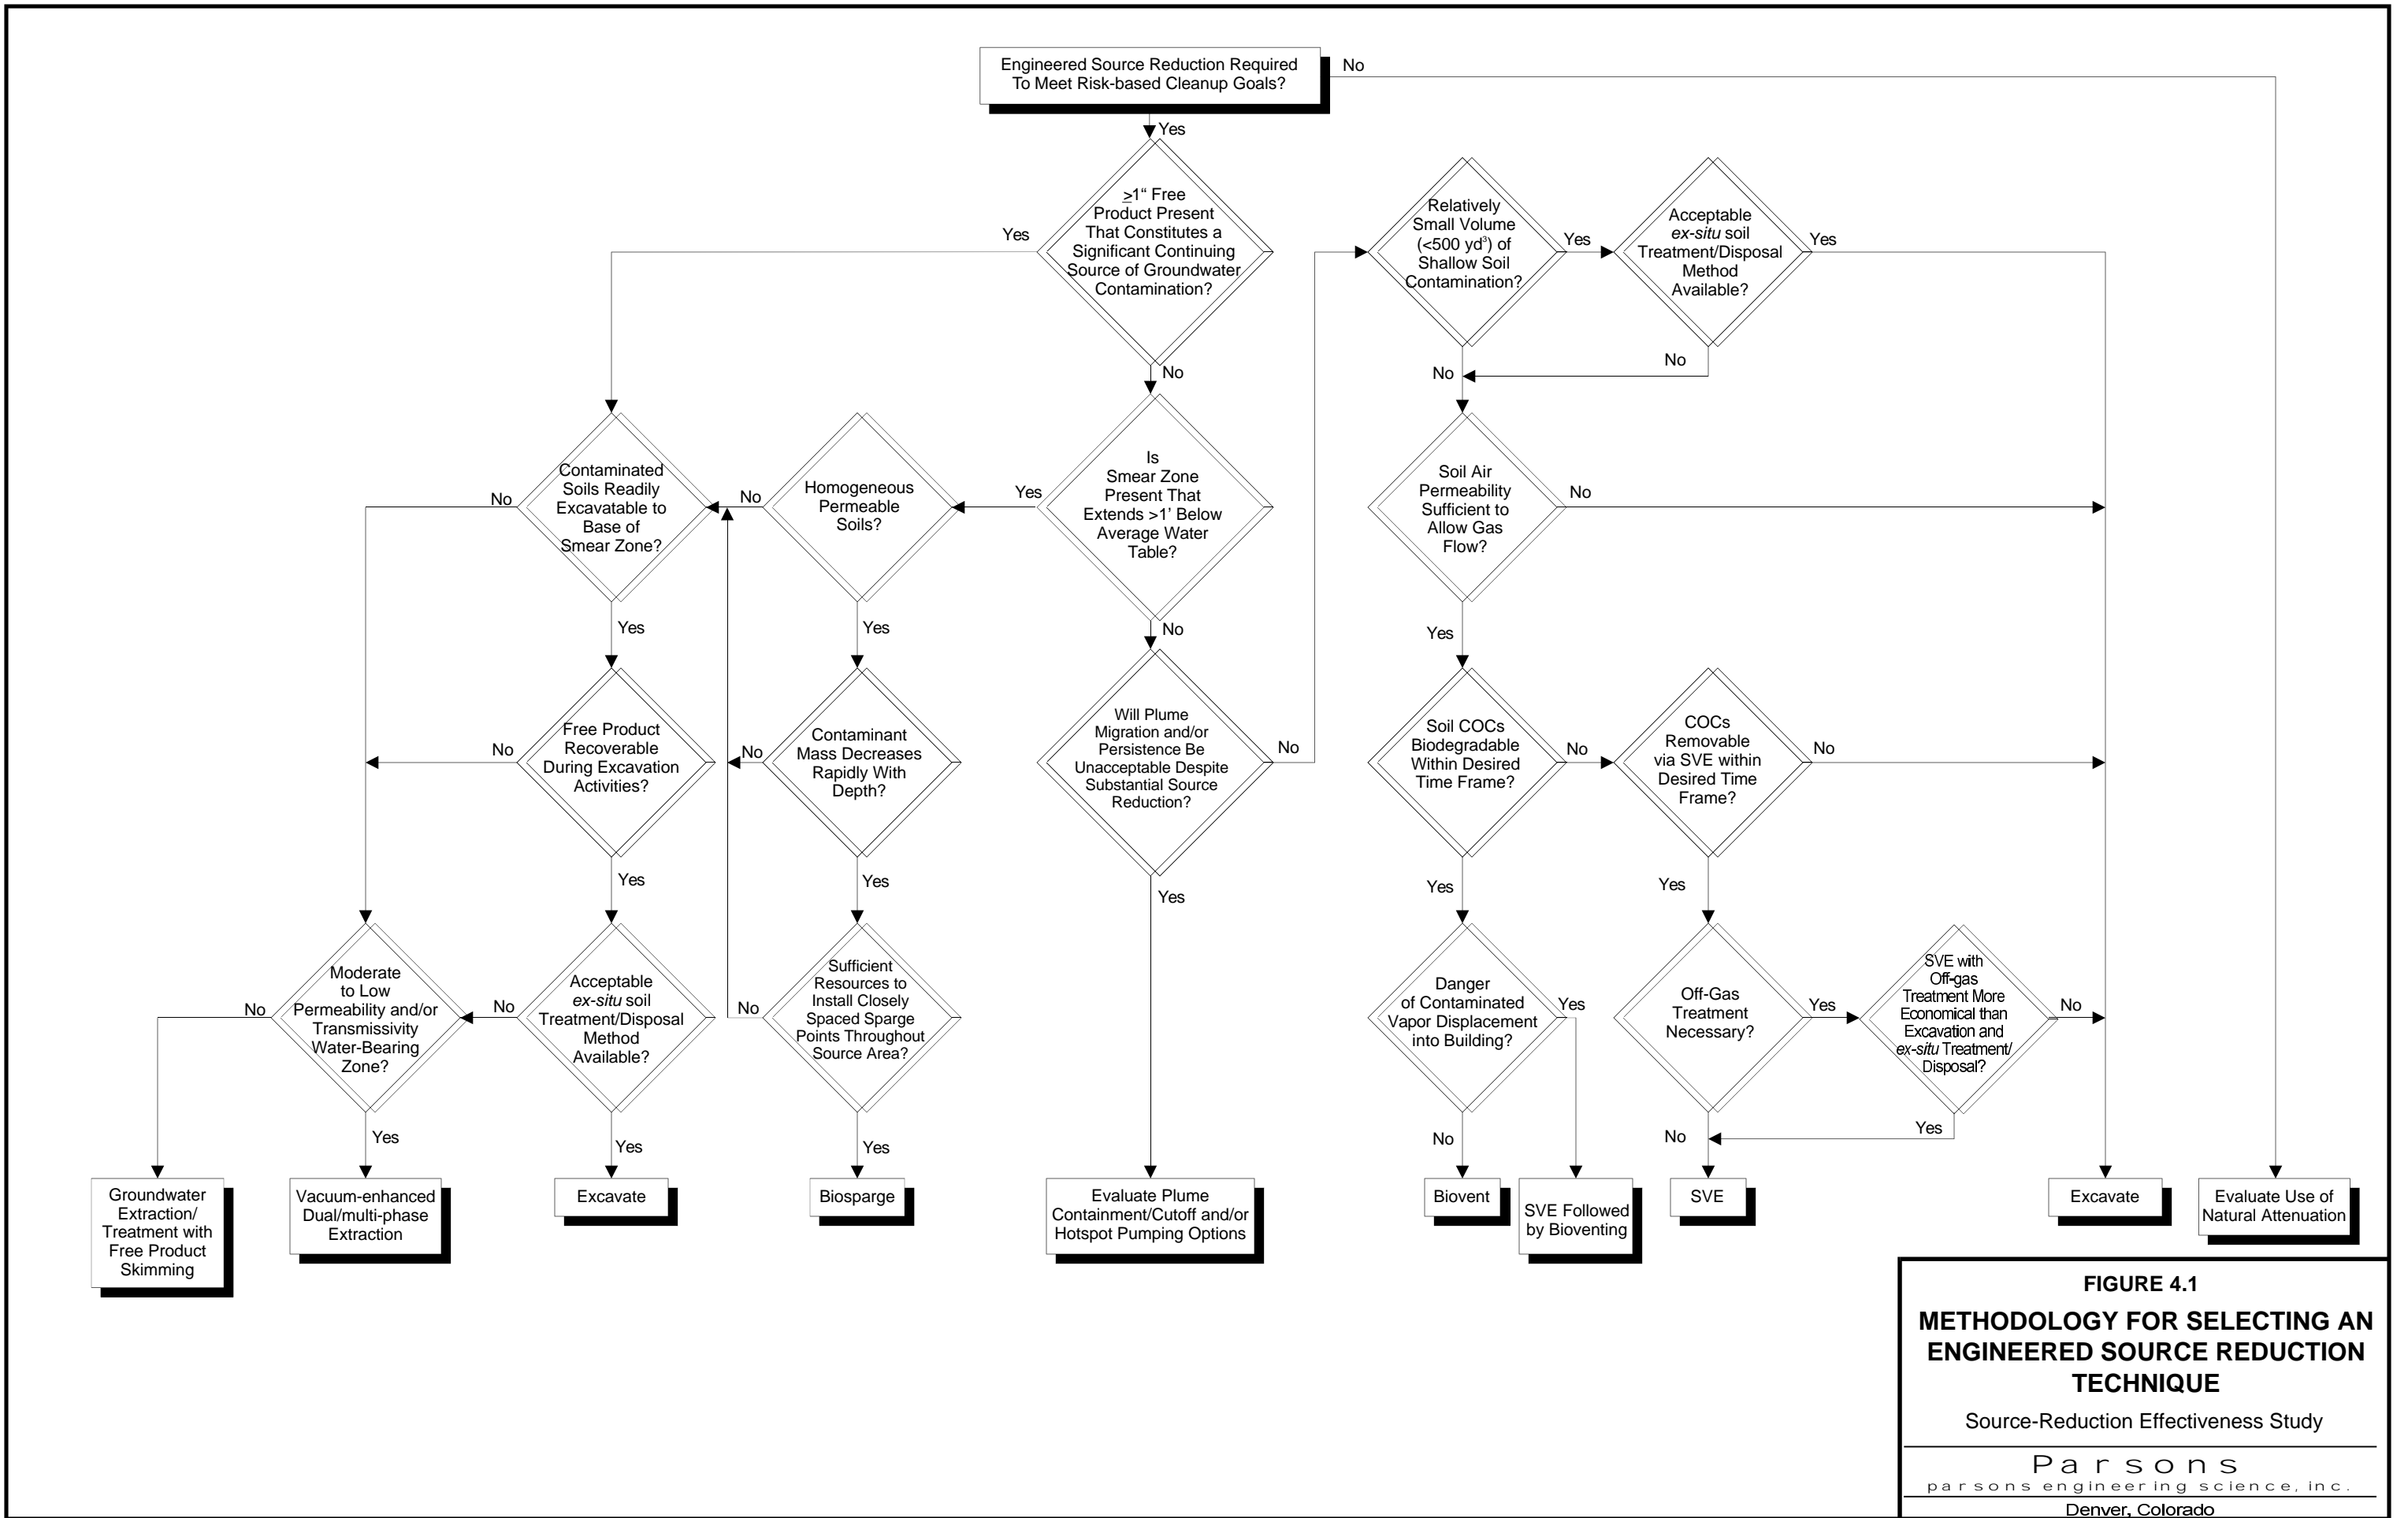 Engineered Source Reduction Required
To Meet Risk-based Cleanup Goals?
No
Yes
≥1“ Free
Product Present
That Constitutes a
Significant Continuing
Source of Groundwater
Contamination?
Yes
No
Relatively
Small Volume
(<500 yd³) of
Shallow Soil
Contamination?
Yes
No
Acceptable
ex-situ soil
Treatment/Disposal
Method
Available?
Yes
No
Contaminated
Soils Readily
Excavatable to
Base of
Smear Zone?
No
Yes
Homogeneous
Permeable
Soils?
No
Yes
Is
Smear Zone
Present That
Extends >1’ Below
Average Water
Table?
Yes
No
Soil Air
Permeability
Sufficient to
Allow Gas
Flow?
No
Yes
Free Product
Recoverable
During Excavation
Activities?
No
Yes
Contaminant
Mass Decreases
Rapidly With
Depth?
No
Yes
Will Plume
Migration and/or
Persistence Be
Unacceptable Despite
Substantial Source
Reduction?
No
Yes
Soil COCs
Biodegradable
Within Desired
Time Frame?
No
Yes
COCs
Removable
via SVE within
Desired Time
Frame?
No
Yes
Moderate
to Low
Permeability and/or
Transmissivity
Water-Bearing
Zone?
No
Yes
Acceptable
ex-situ soil
Treatment/Disposal
Method
Available?
No
Yes
Sufficient
Resources to
Install Closely
Spaced Sparge
Points Throughout
Source Area?
No
Yes
Danger
of Contaminated
Vapor Displacement
into Building?
Yes
No
Off-Gas
Treatment
Necessary?
Yes
No
SVE with
Off-gas
Treatment More
Economical than
Excavation and
ex-situ Treatment/
Disposal?
No
Yes
Groundwater
Extraction/
Treatment with
Free Product
Skimming
Vacuum-enhanced
Dual/multi-phase
Extraction
Excavate
Biosparge
Evaluate Plume
Containment/Cutoff and/or
Hotspot Pumping Options
Biovent
SVE Followed
by Bioventing
SVE
Excavate
Evaluate Use of
Natural Attenuation
FIGURE 4.1
METHODOLOGY FOR SELECTING AN
ENGINEERED SOURCE REDUCTION
TECHNIQUE
Source-Reduction Effectiveness Study
Parsons
parsons engineering science, inc.
Denver, Colorado